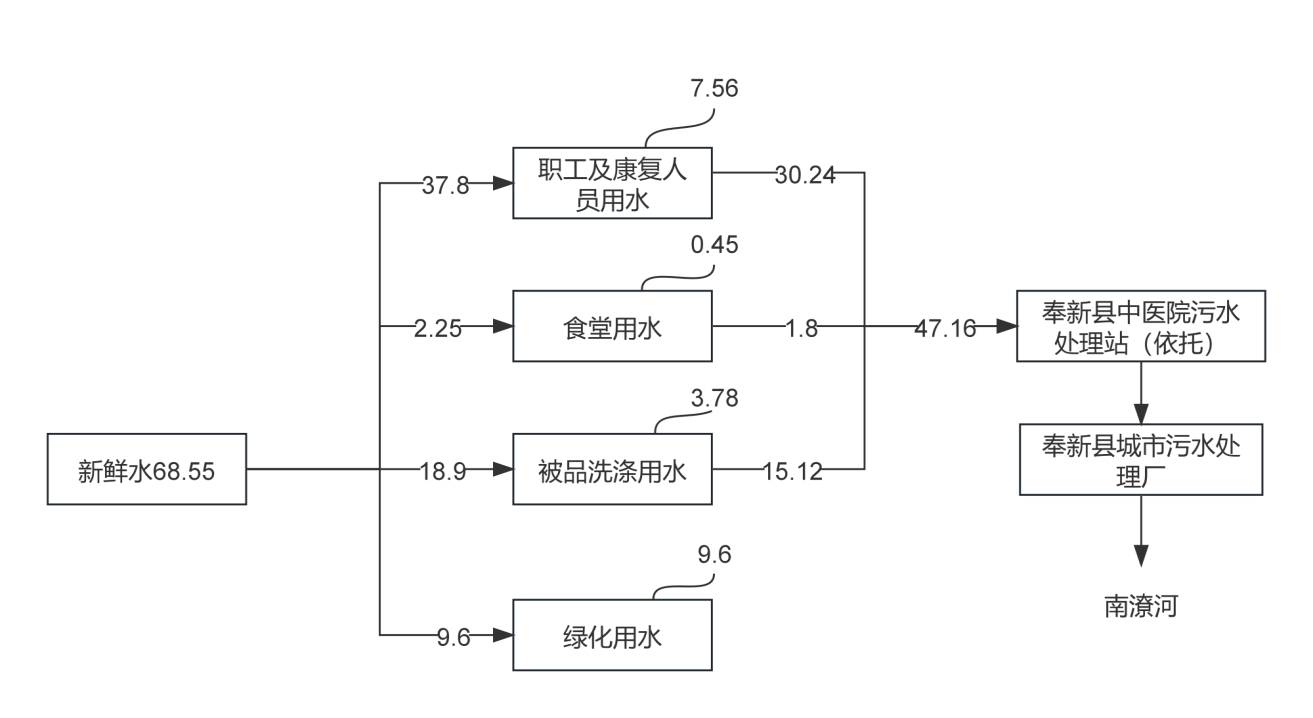 7.56
职工及康复人
员用水
37.8
30.24
0.45
食堂用水
2.25
1.8
47.16
奉新县中医院污水
处理站（依托）
3.78
被品洗涤用水
新鲜水68.55
18.9
15.12
奉新县城市污水处
理厂
9.6
绿化用水
9.6
南潦河